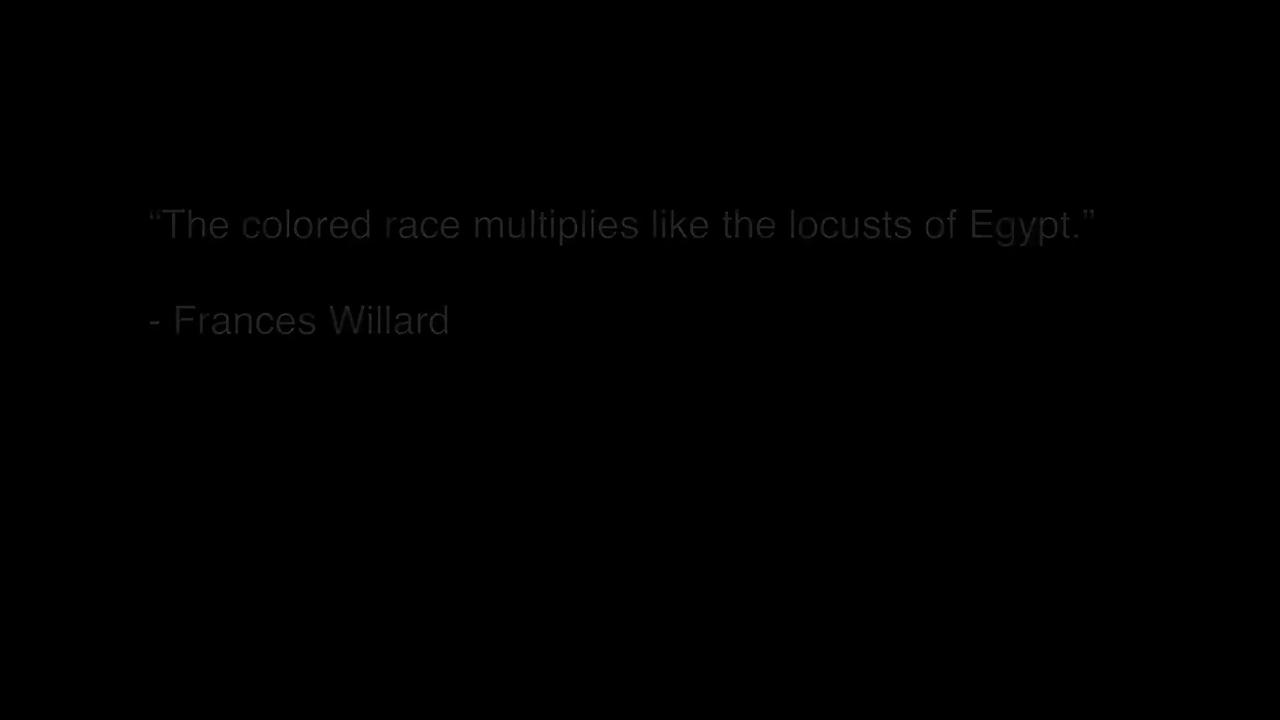 “The colored race multiplies like the locusts of Egypt.”
- Frances Willard